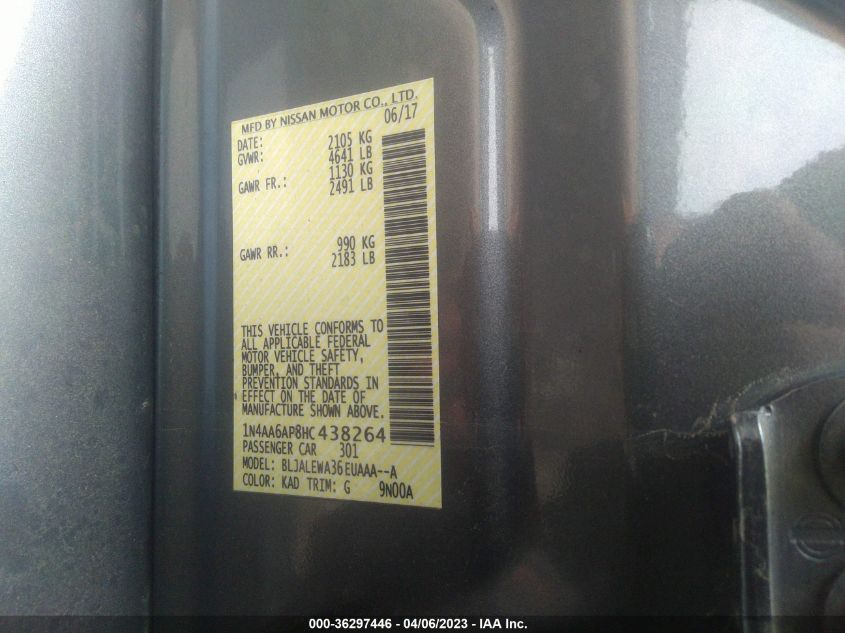 MFD BY NISSAN MOTOR CO., LTD.
DATE: 06/17
GVWR: 2105 KG
4641 LB
GAWR FR.: 1130 KG
2491 LB
GAWR RR.: 990 KG
2183 LB
THIS VEHICLE CONFORMS TO
ALL APPLICABLE FEDERAL
MOTOR VEHICLE SAFETY,
BUMPER, AND THEFT
PREVENTION STANDARDS IN
EFFECT ON THE DATE OF
MANUFACTURE SHOWN ABOVE.
1N4AA6AP8HC438264
PASSENGER CAR 301
MODEL: BLJALEWA36EUAAA--A
COLOR: KAD TRIM: G 9N00A
000-36297446 - 04/06/2023 - IAA Inc.